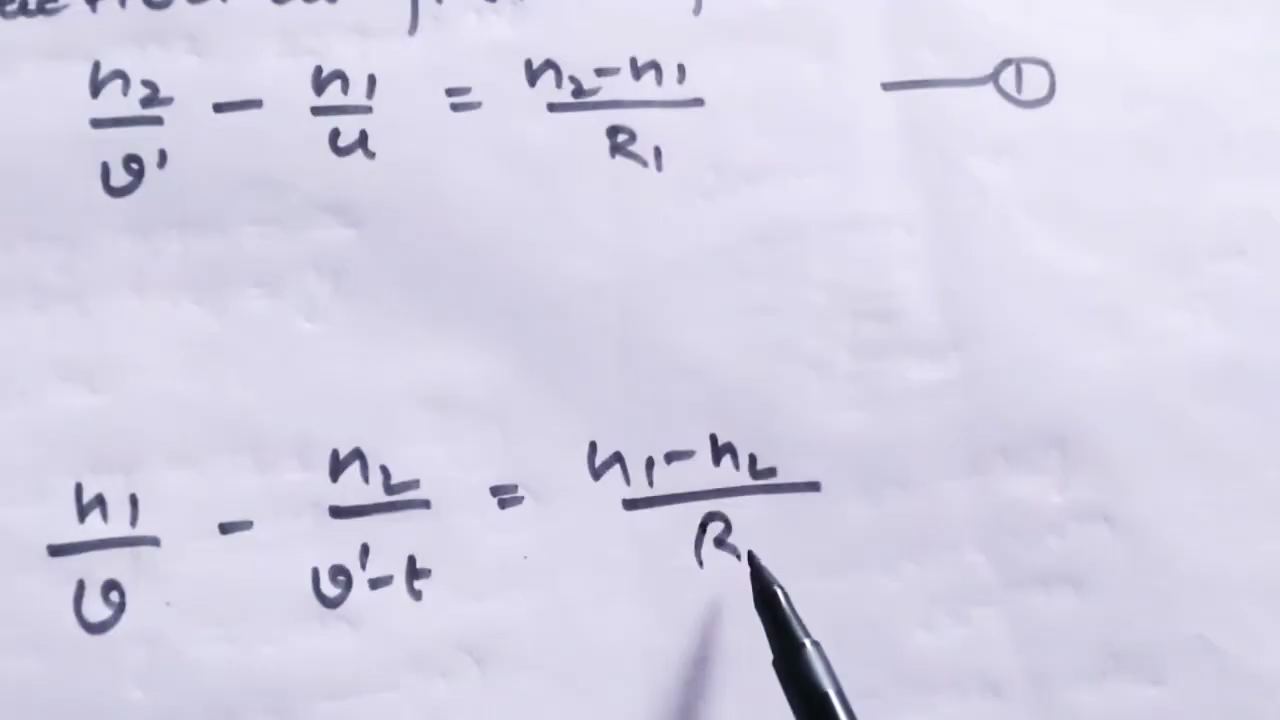 n₂/v' - n₁/u = (n₂-n₁)/R₁ —①
n₁/v - n₂/(v'-t) = (n₁-n₂)/R